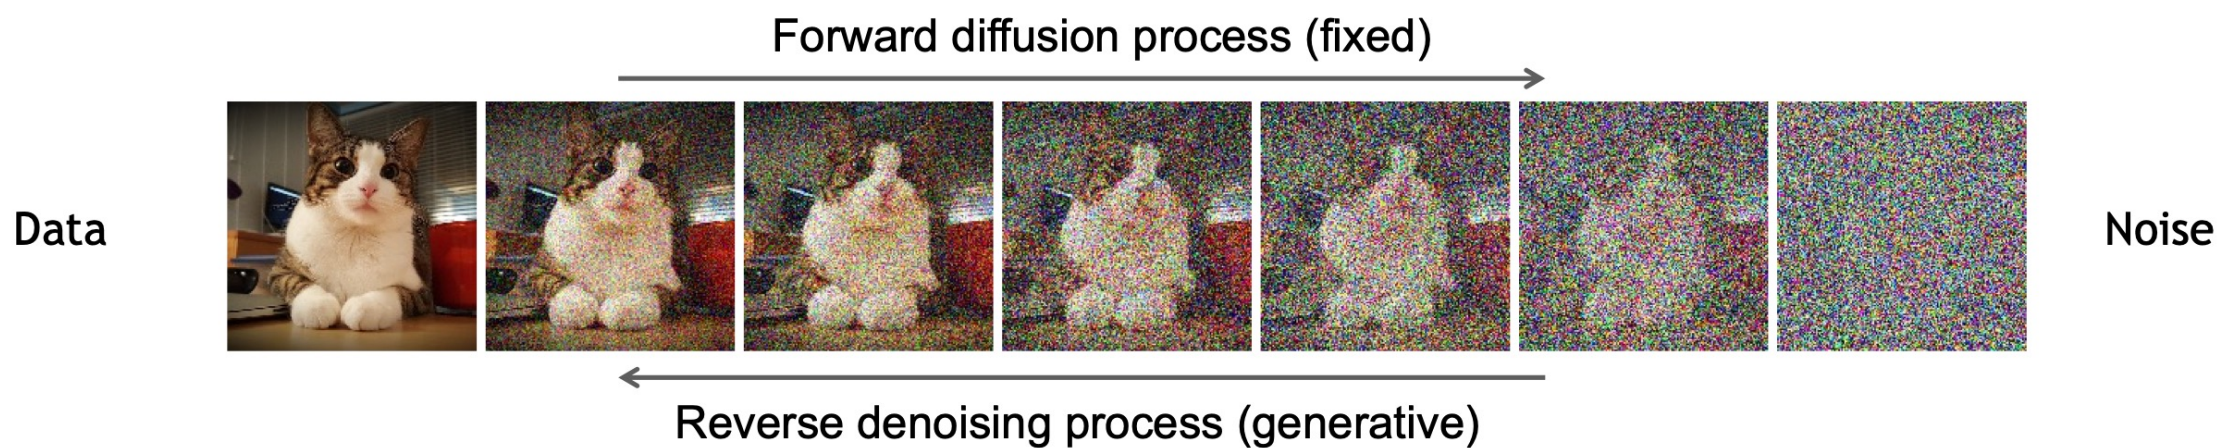 Forward diffusion process (fixed)
Data
Noise
Reverse denoising process (generative)